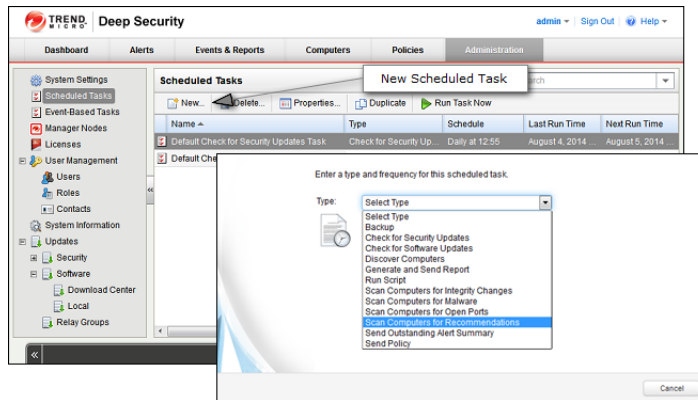 TREND MICRO Deep Security
admin Sign Out Help
Dashboard Alerts Events & Reports Computers Policies Administration
System Settings
Scheduled Tasks
Event-Based Tasks
Manager Nodes
Licenses
User Management
Users
Roles
Contacts
System Information
Updates
Security
Software
Download Center
Local
Relay Groups
«
«
Scheduled Tasks
New Scheduled Task
New... Delete... Properties... Duplicate Run Task Now
Name Type Schedule Last Run Time Next Run Time
Default Check for Security Updates Task Check for Security Up... Daily at 12:55 August 4, 2014 ... August 5, 2014 ...
Default Che
Enter a type and frequency for this scheduled task.
Type: Select Type
Select Type
Backup
Check for Security Updates
Check for Software Updates
Discover Computers
Generate and Send Report
Run Script
Scan Computers for Integrity Changes
Scan Computers for Malware
Scan Computers for Open Ports
Scan Computers for Recommendations
Send Outstanding Alert Summary
Send Policy
Cancel